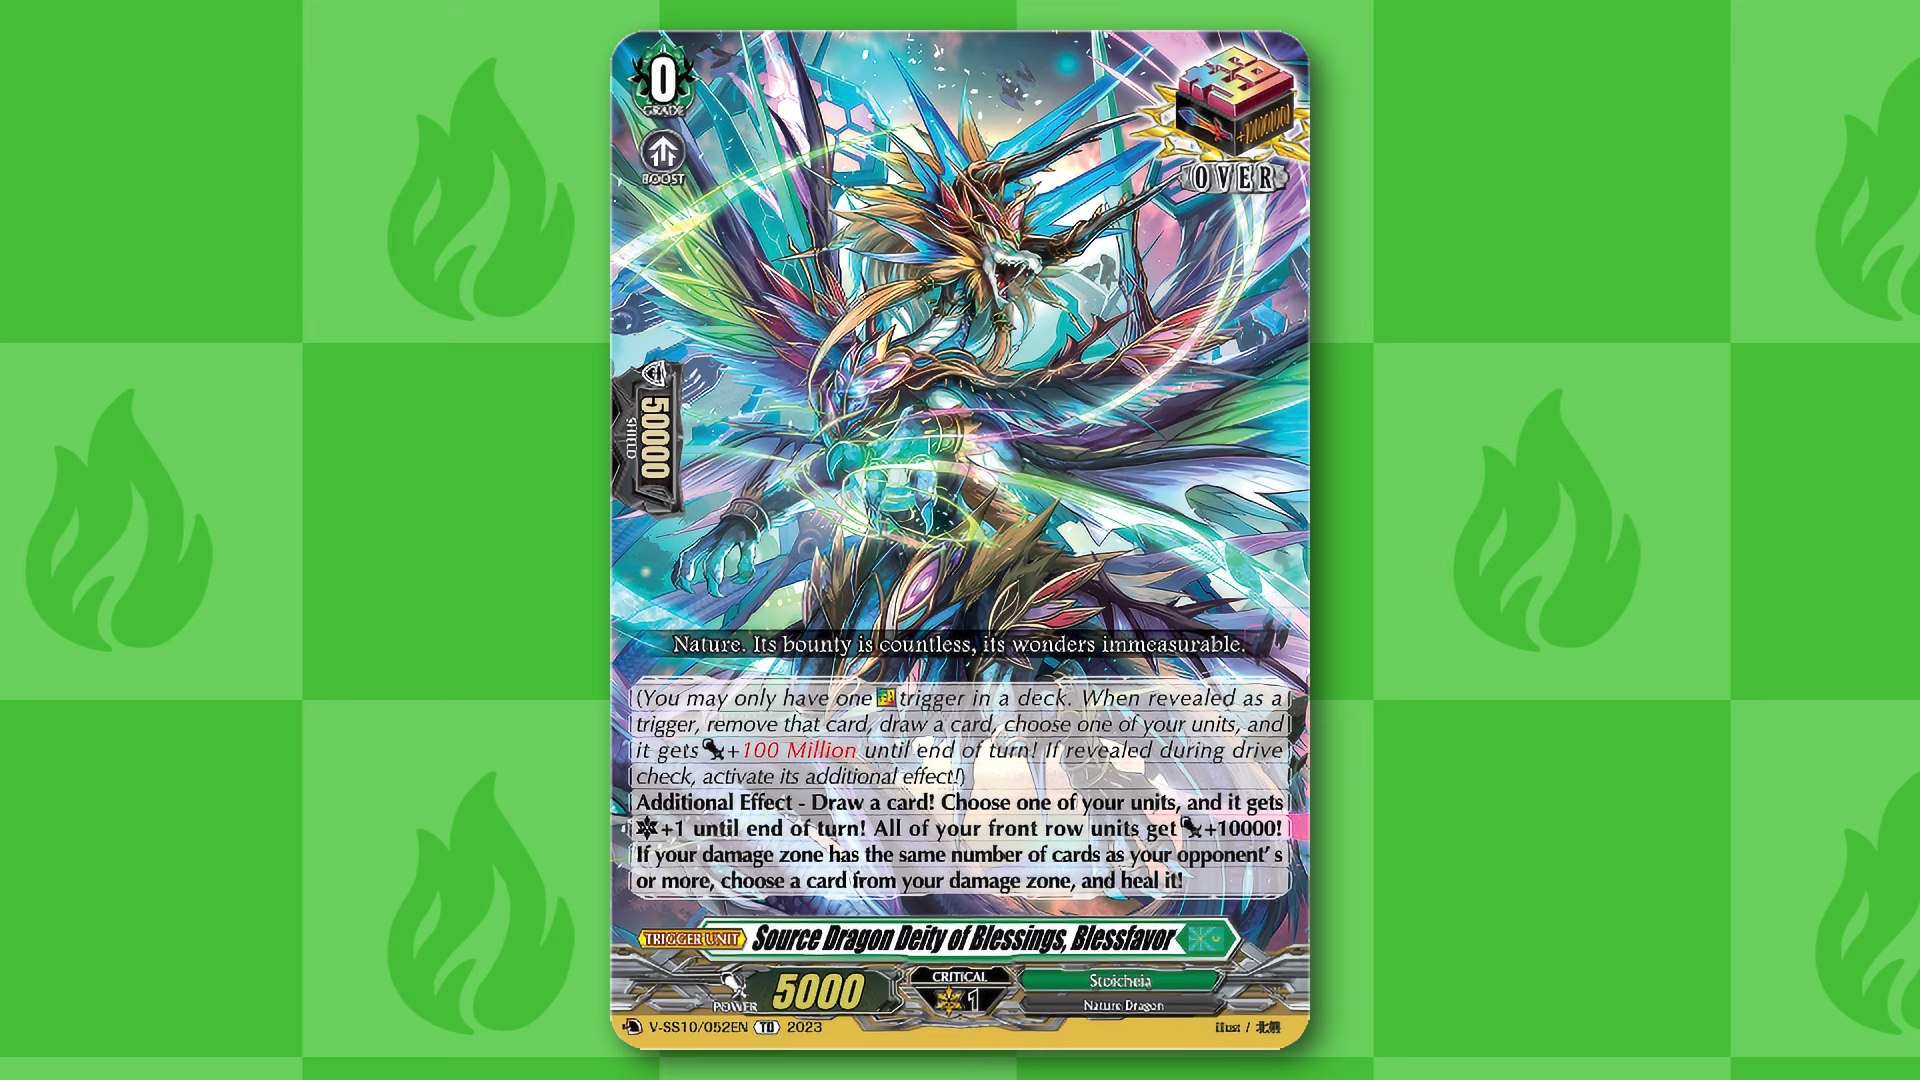 0
GRADE
BOOST
超
+100000000
OVER
50000
SHIELD
Nature. Its bounty is countless, its wonders immeasurable.
(You may only have one 超 trigger in a deck. When revealed as a
trigger, remove that card, draw a card, choose one of your units, and
it gets +100 Million until end of turn! If revealed during drive
check, activate its additional effect!)
Additional Effect - Draw a card! Choose one of your units, and it gets
+1 until end of turn! All of your front row units get +10000!
If your damage zone has the same number of cards as your opponent's
or more, choose a card from your damage zone, and heal it!
TRIGGER UNIT Source Dragon Deity of Blessings, Blessfavor
POWER 5000 CRITICAL 1 Stoicheia
Nature Dragon
V-SS10/052EN TD 2023 illust /